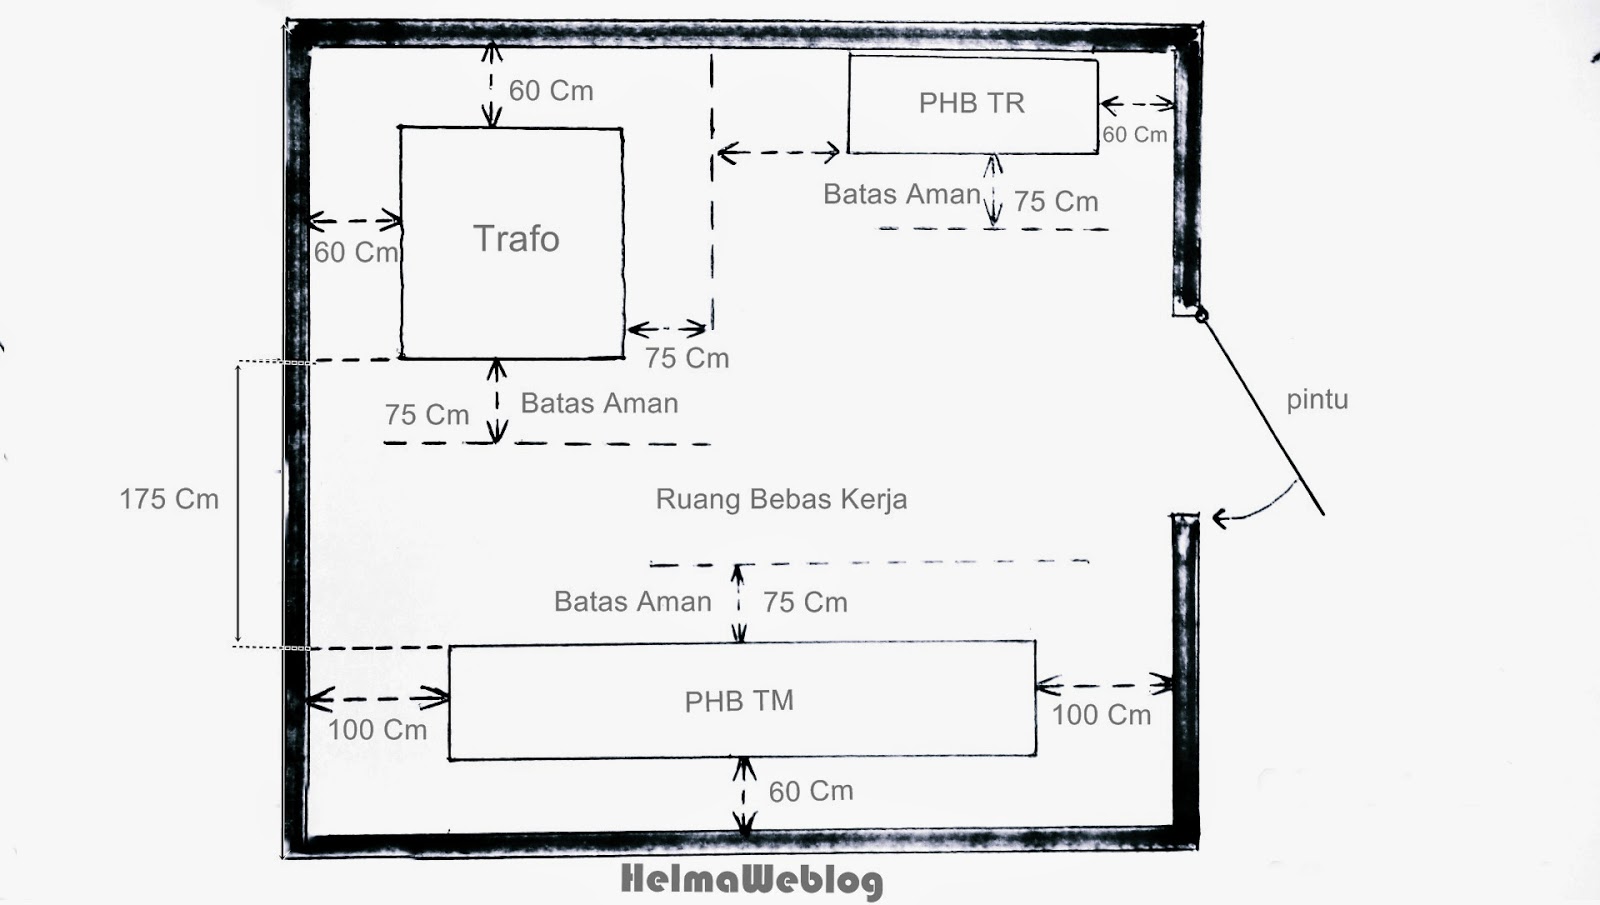 60 Cm
PHB TR
60 Cm
Batas Aman
75 Cm
Trafo
60 Cm
75 Cm
75 Cm
Batas Aman
pintu
175 Cm
Ruang Bebas Kerja
Batas Aman
75 Cm
PHB TM
100 Cm
100 Cm
60 Cm
HelmaWeblog